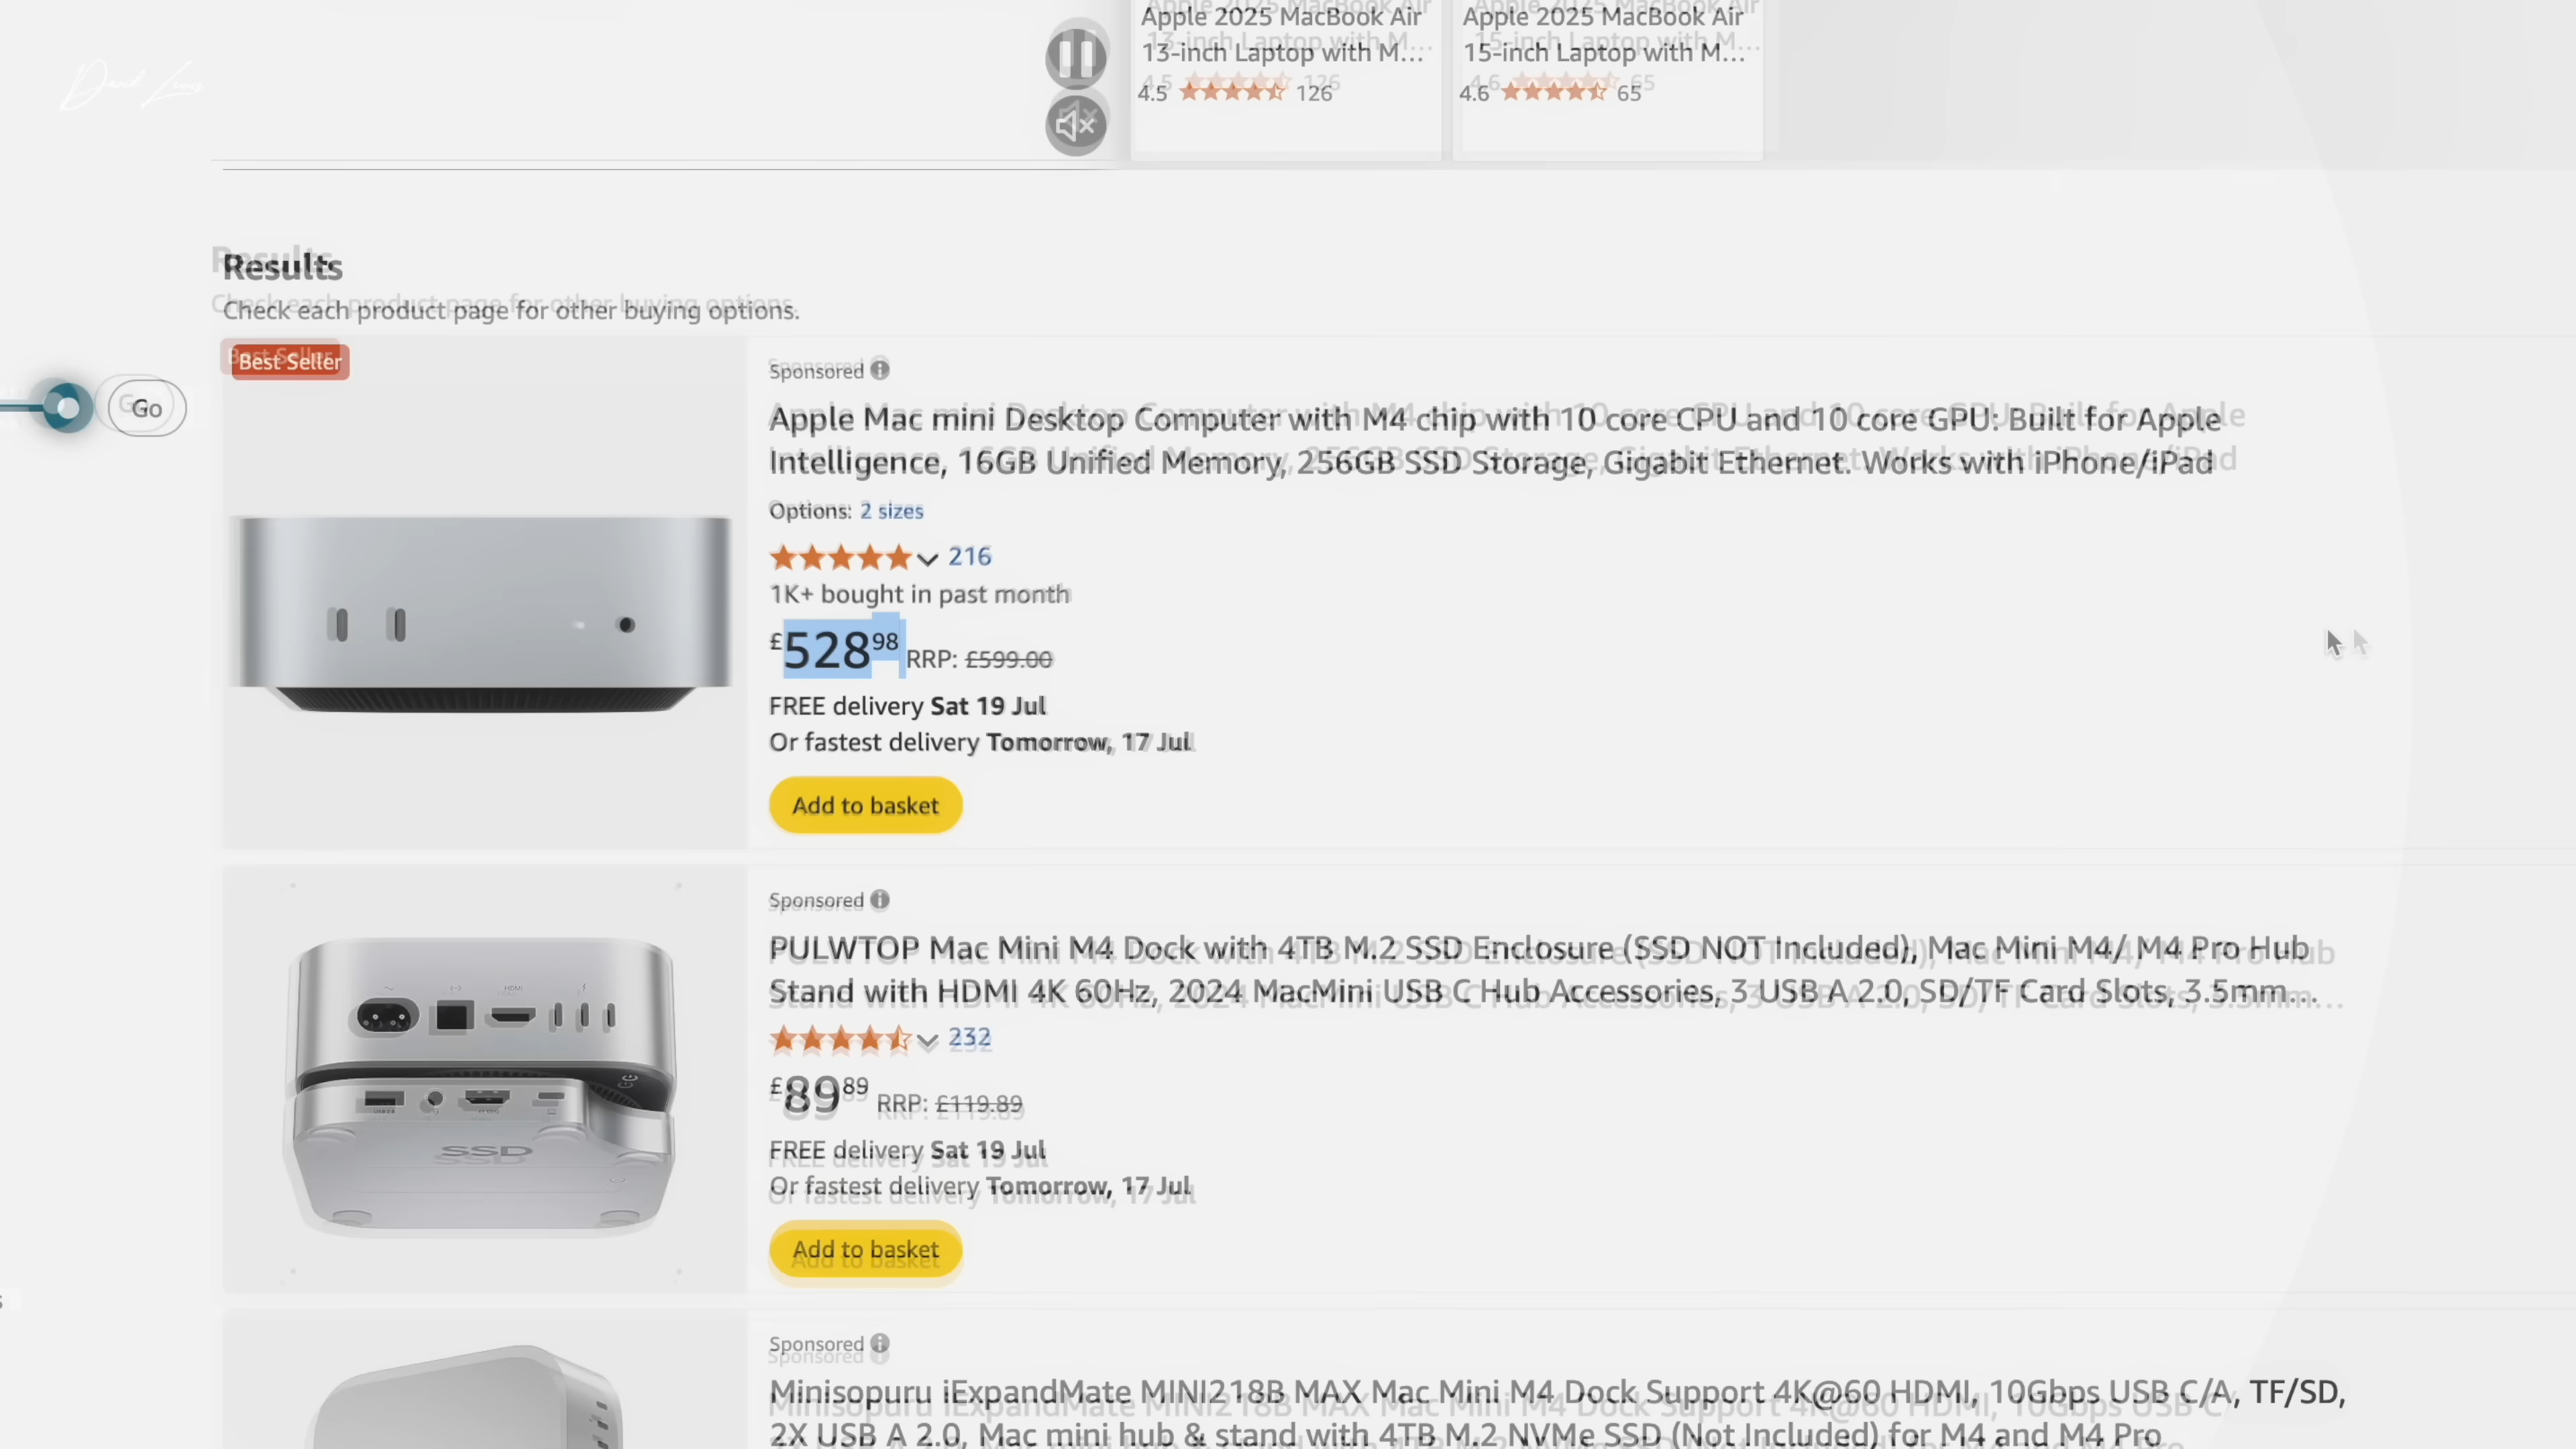 Apple 2025 MacBook Air
13-inch Laptop with M...
4.5 126
Apple 2025 MacBook Air
15-inch Laptop with M...
4.6 65
Results
Check each product page for other buying options.
Go
Best Seller
Sponsored
Apple Mac mini Desktop Computer with M4 chip with 10 core CPU and 10 core GPU: Built for Apple
Intelligence, 16GB Unified Memory, 256GB SSD Storage, Gigabit Ethernet. Works with iPhone/iPad
Options: 2 sizes
216
1K+ bought in past month
£52898 RRP: £599.00
FREE delivery Sat 19 Jul
Or fastest delivery Tomorrow, 17 Jul
Add to basket
HDMI
SSD
Sponsored
PULWTOP Mac Mini M4 Dock with 4TB M.2 SSD Enclosure (SSD NOT Included), Mac Mini M4/ M4 Pro Hub
Stand with HDMI 4K 60Hz, 2024 MacMini USB C Hub Accessories, 3 USB A 2.0, SD/TF Card Slots, 3.5mm...
232
£8989 RRP: £119.89
FREE delivery Sat 19 Jul
Or fastest delivery Tomorrow, 17 Jul
Add to basket
Sponsored
Minisopuru iExpandMate MINI218B MAX Mac Mini M4 Dock Support 4K@60 HDMI, 10Gbps USB C/A, TF/SD,
2X USB A 2.0, Mac mini hub & stand with 4TB M.2 NVMe SSD (Not Included) for M4 and M4 Pro